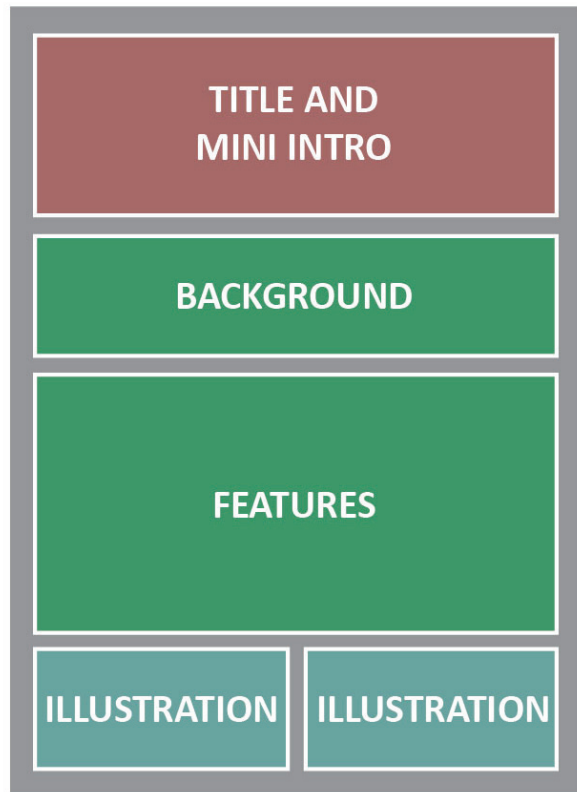 TITLE AND
MINI INTRO
BACKGROUND
FEATURES
ILLUSTRATION
ILLUSTRATION